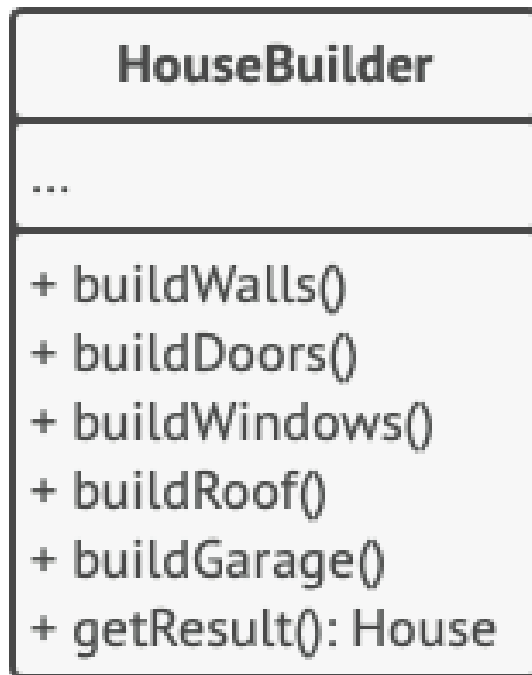 HouseBuilder
...
+ buildWalls()
+ buildDoors()
+ buildWindows()
+ buildRoof()
+ buildGarage()
+ getResult(): House